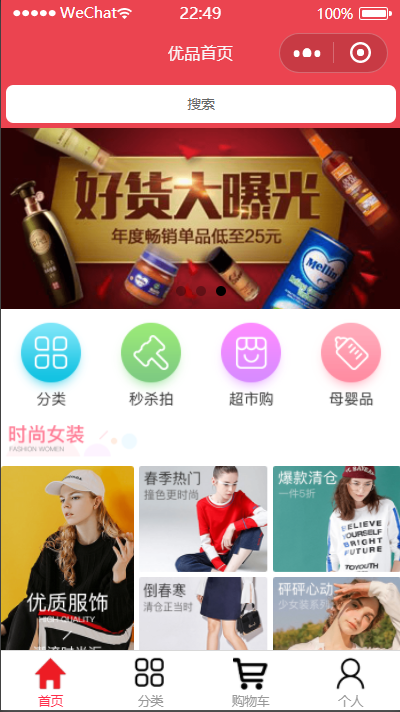 WeChat 22:49 100%
优品首页
搜索
好货大曝光
年度畅销单品低至25元
Mellin
分类 秒杀拍 超市购 母婴品
时尚女装
FASHION WOMEN
春季热门
撞色更时尚
爆款清仓
一件5折
BELIEVE
YOURSELF
BRIGHT
FUTURE
TDYOUTH
优质服饰
HIGH QUALITY
倒春寒
清仓正当时
砰砰心动
少女装系列
首页 分类 购物车 个人